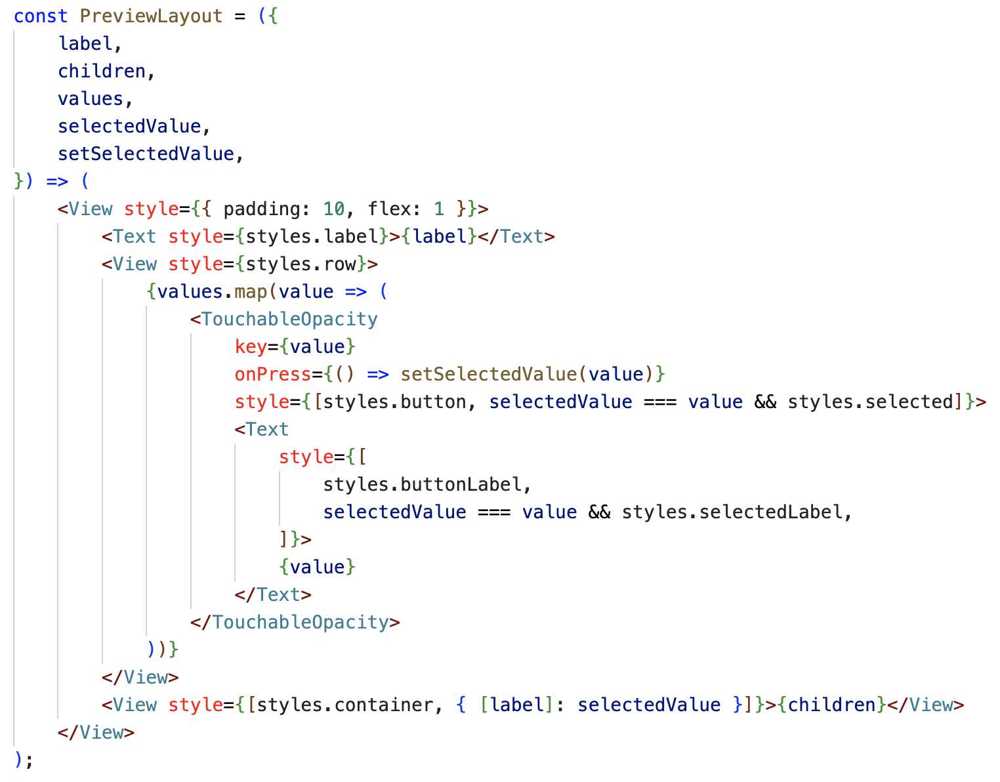 const PreviewLayout = ({
    label,
    children,
    values,
    selectedValue,
    setSelectedValue,
}) => (
    <View style={{ padding: 10, flex: 1 }}>
        <Text style={styles.label}>{label}</Text>
        <View style={styles.row}>
            {values.map(value => (
                <TouchableOpacity
                    key={value}
                    onPress={() => setSelectedValue(value)}
                    style={[styles.button, selectedValue === value && styles.selected]}>
                    <Text
                        style={[
                            styles.buttonLabel,
                            selectedValue === value && styles.selectedLabel,
                        ]}>
                        {value}
                    </Text>
                </TouchableOpacity>
            ))}
        </View>
        <View style={[styles.container, { [label]: selectedValue }]}>{children}</View>
    </View>
);